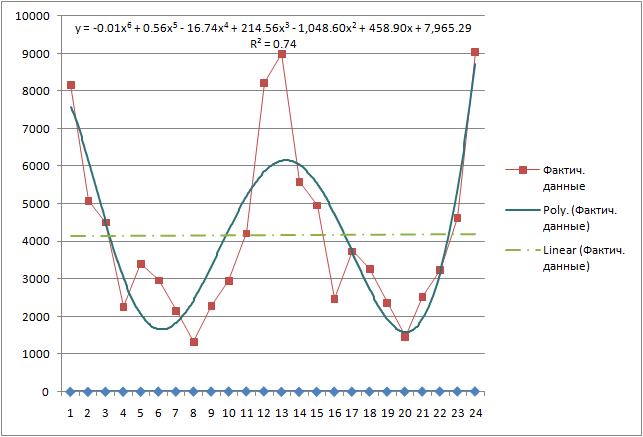 y = -0.01x⁶ + 0.56x⁵ - 16.74x⁴ + 214.56x³ - 1,048.60x² + 458.90x + 7,965.29
R² = 0.74
10000
9000
8000
7000
6000
5000
4000
3000
2000
1000
0
1 2 3 4 5 6 7 8 9 10 11 12 13 14 15 16 17 18 19 20 21 22 23 24
Фактич.
данные
Poly. (Фактич.
данные)
Linear (Фактич.
данные)